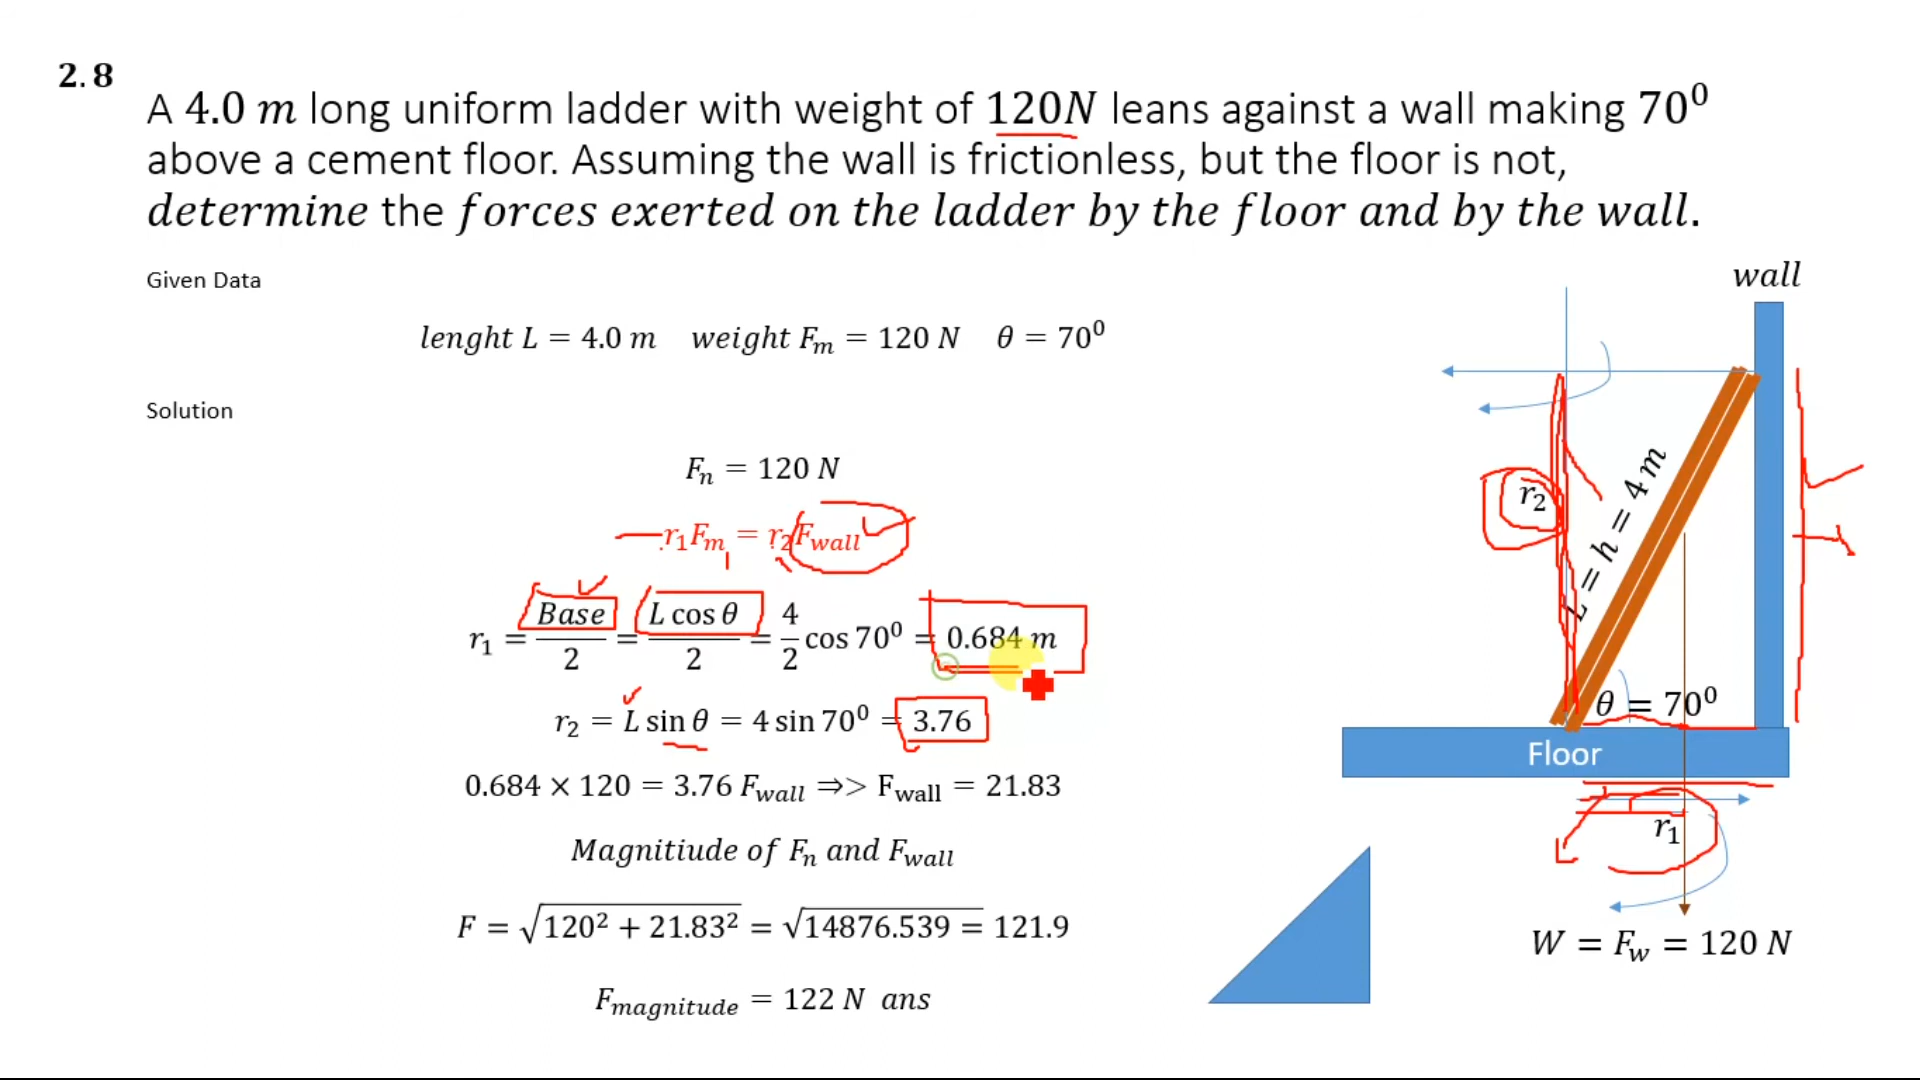 2.8
A 4.0 m long uniform ladder with weight of 120N leans against a wall making 70⁰
above a cement floor. Assuming the wall is frictionless, but the floor is not,
determine the forces exerted on the ladder by the floor and by the wall.
Given Data
lenght L = 4.0 m weight Fₘ = 120 N θ = 70⁰
Solution
Fₙ = 120 N
r₁Fₘ = r₂F_wall
r₁ = Base/2 = L cos θ/2 = 4/2 cos 70⁰ = 0.684 m
r₂ = L sin θ = 4 sin 70⁰ = 3.76
0.684 × 120 = 3.76 F_wall ⇒> F_wall = 21.83
Magnitiude of Fₙ and F_wall
F = √(120² + 21.83²) = √(14876.539 =) 121.9
F_magnitude = 122 N ans
wall
r₂
L = h = 4 m
θ = 70⁰
Floor
r₁
W = F_w = 120 N